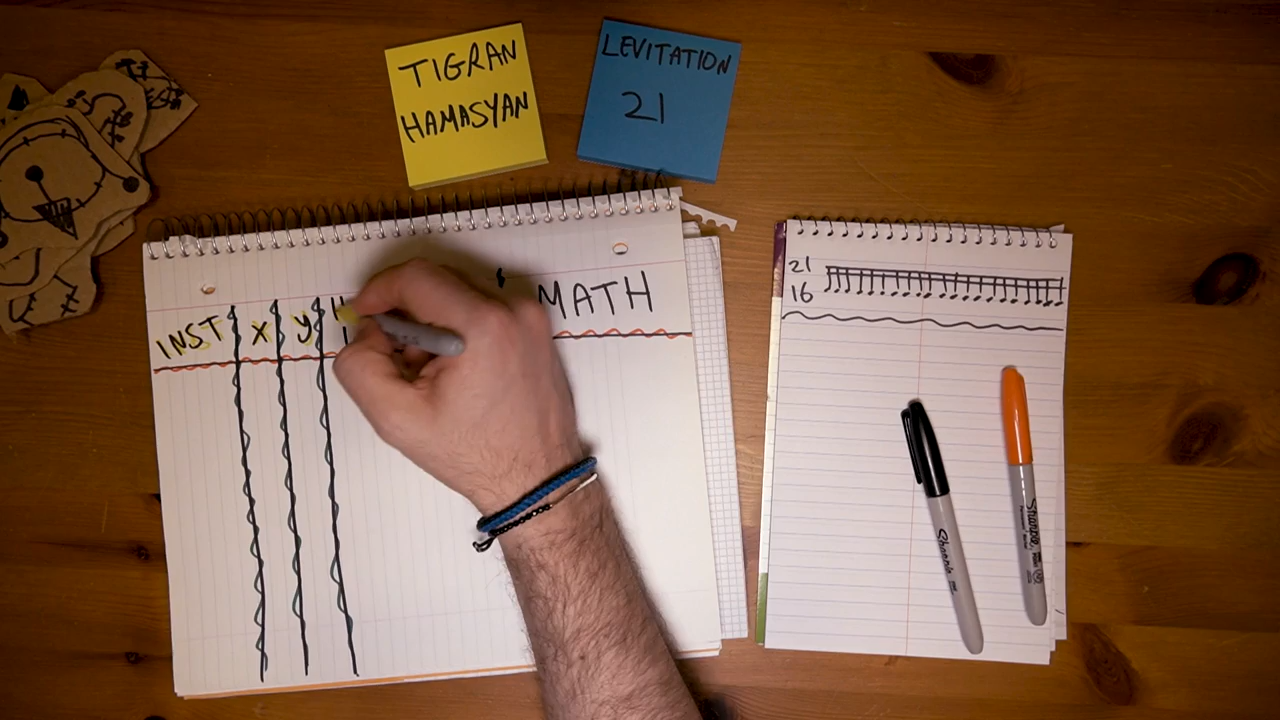 TIGRAN
HAMASYAN
LEVITATION
21
INST x y
MATH
21
16
Sharpie
Sharpie